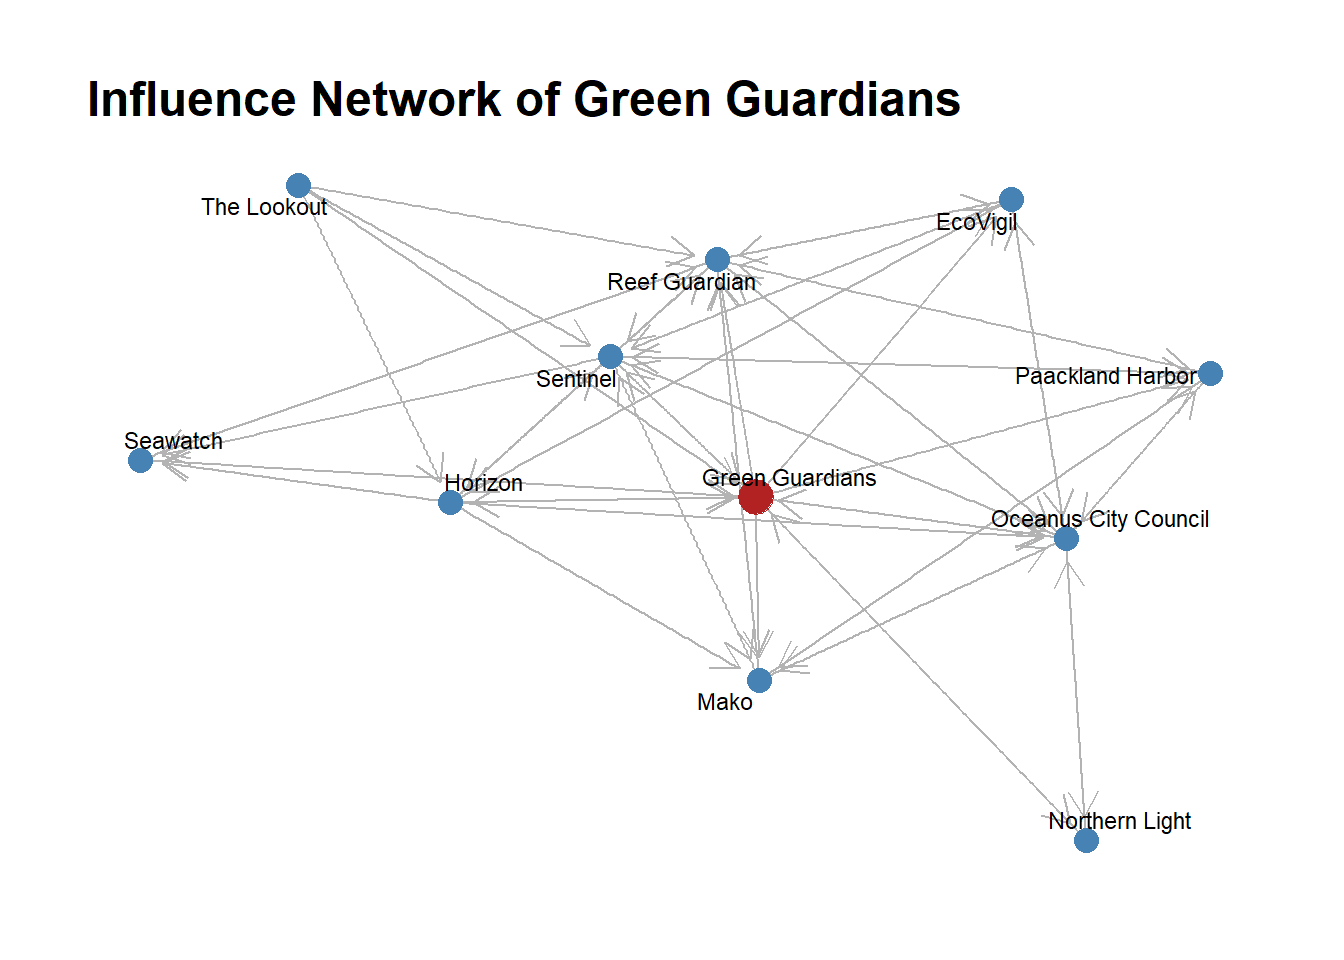 Influence Network of Green Guardians
The Lookout
EcoVigil
Reef Guardian
Sentinel
Paackland Harbor
Seawatch
Horizon
Green Guardians
Oceanus City Council
Mako
Northern Light